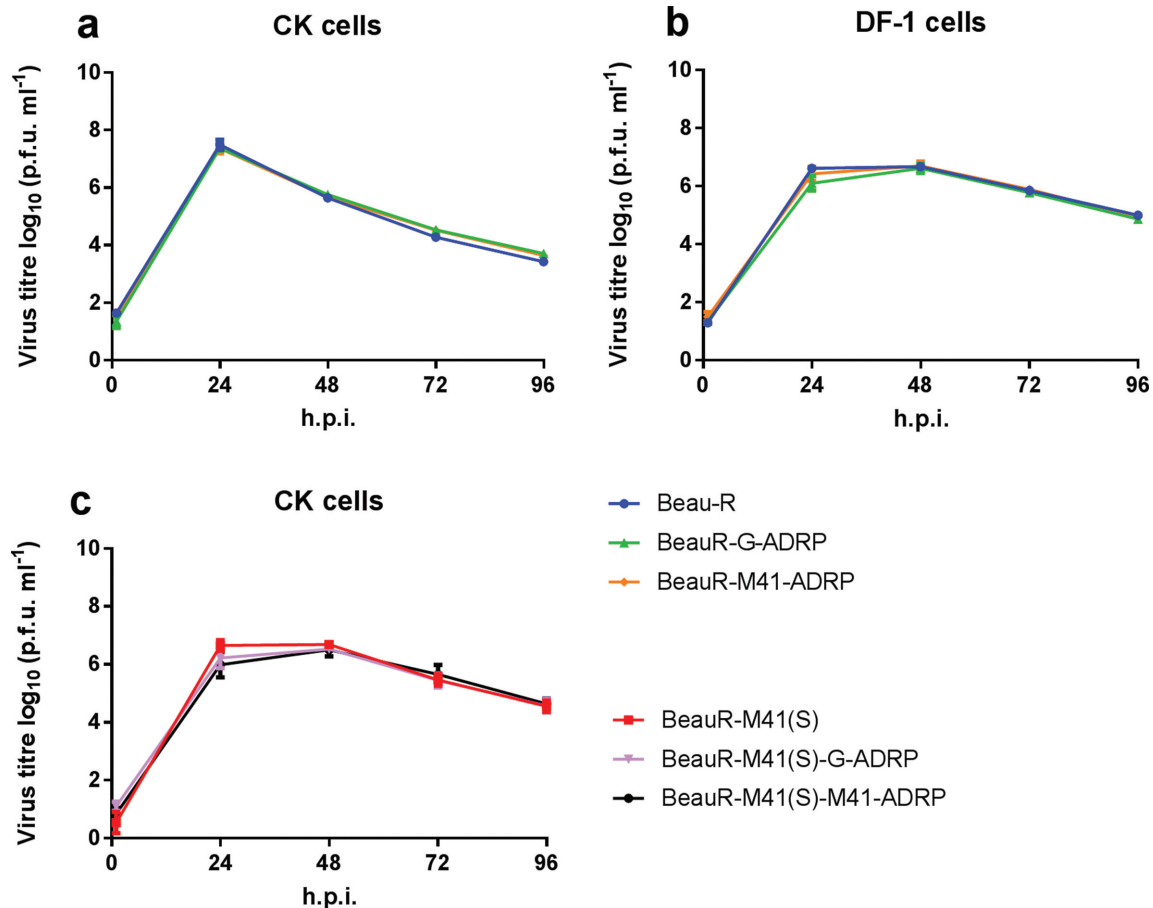 a
CK cells
Virus titre log₁₀ (p.f.u. ml⁻¹)
10
8
6
4
2
0
0 24 48 72 96
h.p.i.
b
DF-1 cells
Virus titre log₁₀ (p.f.u. ml⁻¹)
10
8
6
4
2
0
0 24 48 72 96
h.p.i.
c
CK cells
Virus titre log₁₀ (p.f.u. ml⁻¹)
10
8
6
4
2
0
0 24 48 72 96
h.p.i.
Beau-R
BeauR-G-ADRP
BeauR-M41-ADRP
BeauR-M41(S)
BeauR-M41(S)-G-ADRP
BeauR-M41(S)-M41-ADRP